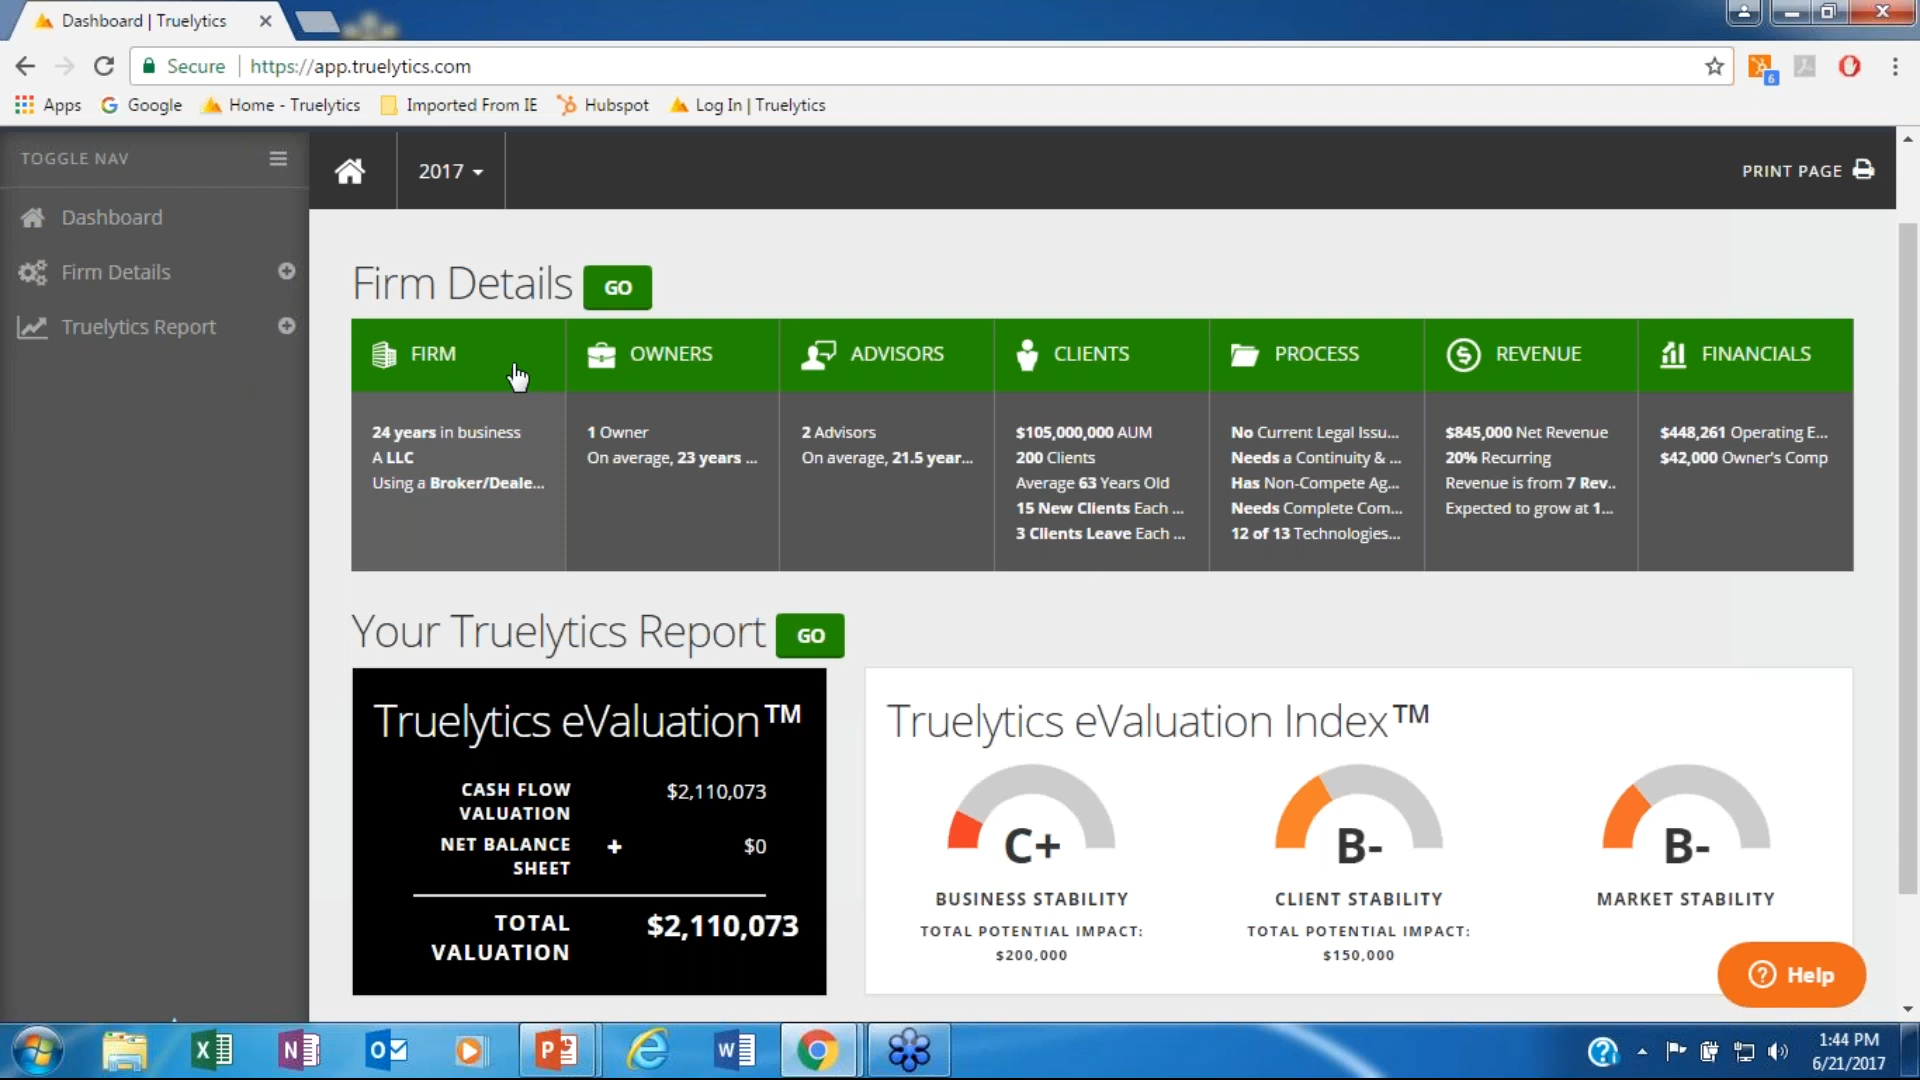 Dashboard | Truelytics
Secure
https://app.truelytics.com
6
Apps
Google
Home - Truelytics
Imported From IE
Hubspot
Log In | Truelytics
TOGGLE NAV
2017
PRINT PAGE
Dashboard
Firm Details
Truelytics Report
Firm Details GO
FIRM
OWNERS
ADVISORS
CLIENTS
PROCESS
REVENUE
FINANCIALS
24 years in business
A LLC
Using a Broker/Deale...
1 Owner
On average, 23 years ...
2 Advisors
On average, 21.5 year...
$105,000,000 AUM
200 Clients
Average 63 Years Old
15 New Clients Each ...
3 Clients Leave Each ...
No Current Legal Issu...
Needs a Continuity & ...
Has Non-Compete Ag...
Needs Complete Com...
12 of 13 Technologies...
$845,000 Net Revenue
20% Recurring
Revenue is from 7 Rev..
Expected to grow at 1...
$448,261 Operating E...
$42,000 Owner's Comp
Your Truelytics Report GO
Truelytics eValuation™
CASH FLOW
VALUATION
$2,110,073
NET BALANCE
SHEET
+
$0
TOTAL
VALUATION
$2,110,073
Truelytics eValuation Index™
C+
BUSINESS STABILITY
TOTAL POTENTIAL IMPACT:
$200,000
B-
CLIENT STABILITY
TOTAL POTENTIAL IMPACT:
$150,000
B-
MARKET STABILITY
Help
1:44 PM
6/21/2017